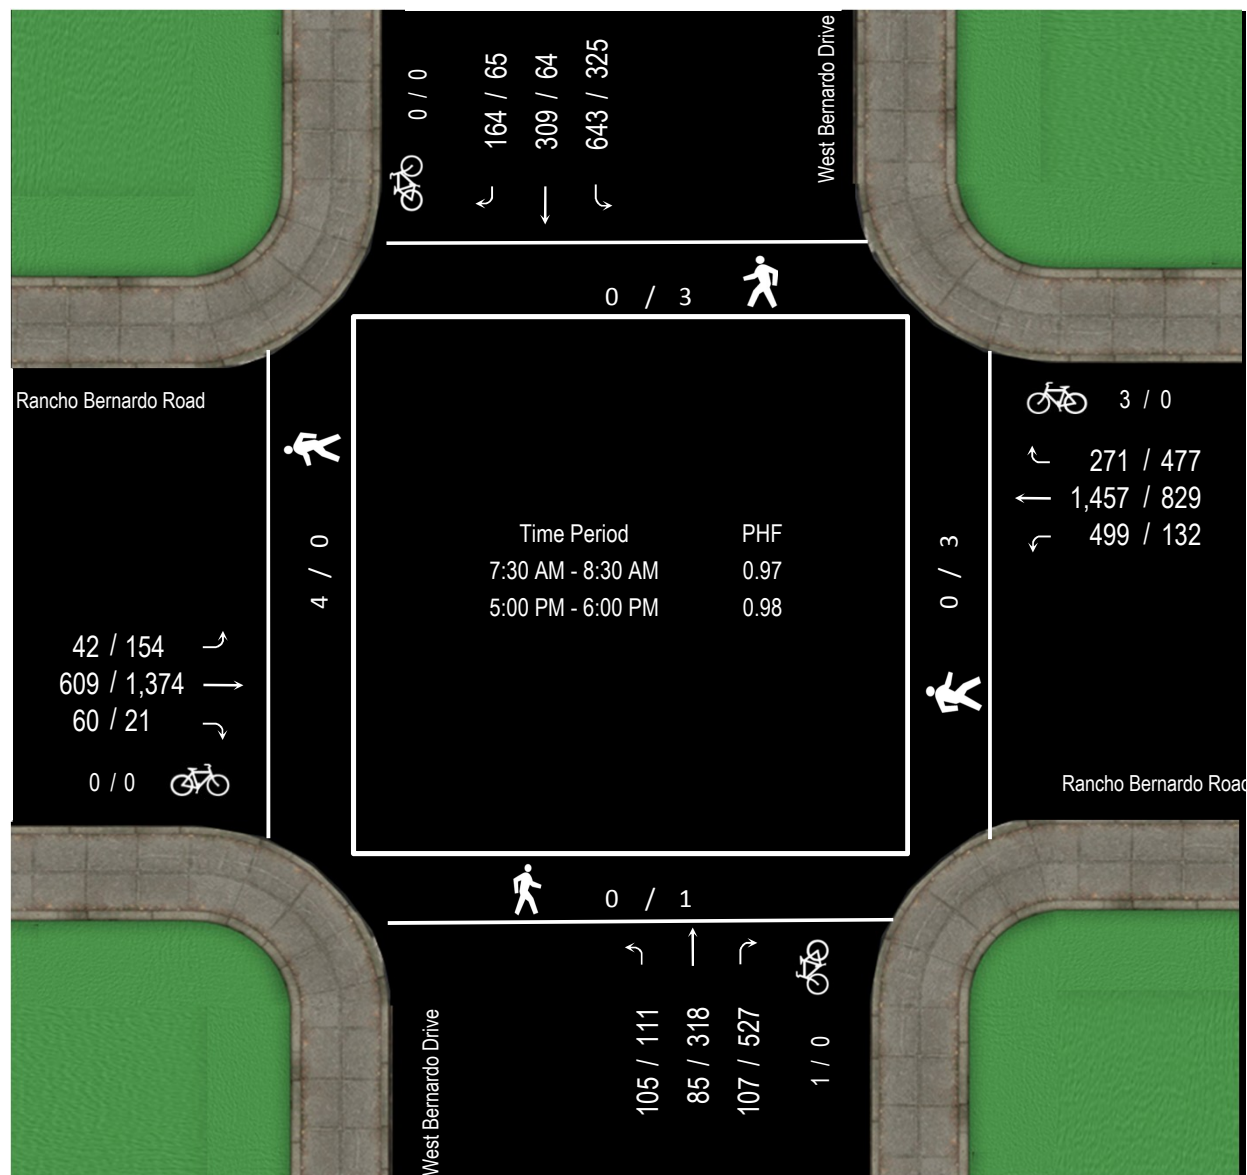 0 / 0
164 / 65
309 / 64
643 / 325
West Bernardo Drive
0 / 3
Rancho Bernardo Road
3 / 0
271 / 477
1,457 / 829
499 / 132
4 / 0
Time Period PHF
7:30 AM - 8:30 AM 0.97
5:00 PM - 6:00 PM 0.98
0 / 3
42 / 154
609 / 1,374
60 / 21
0 / 0
Rancho Bernardo Road
0 / 1
West Bernardo Drive
105 / 111
85 / 318
107 / 527
1 / 0